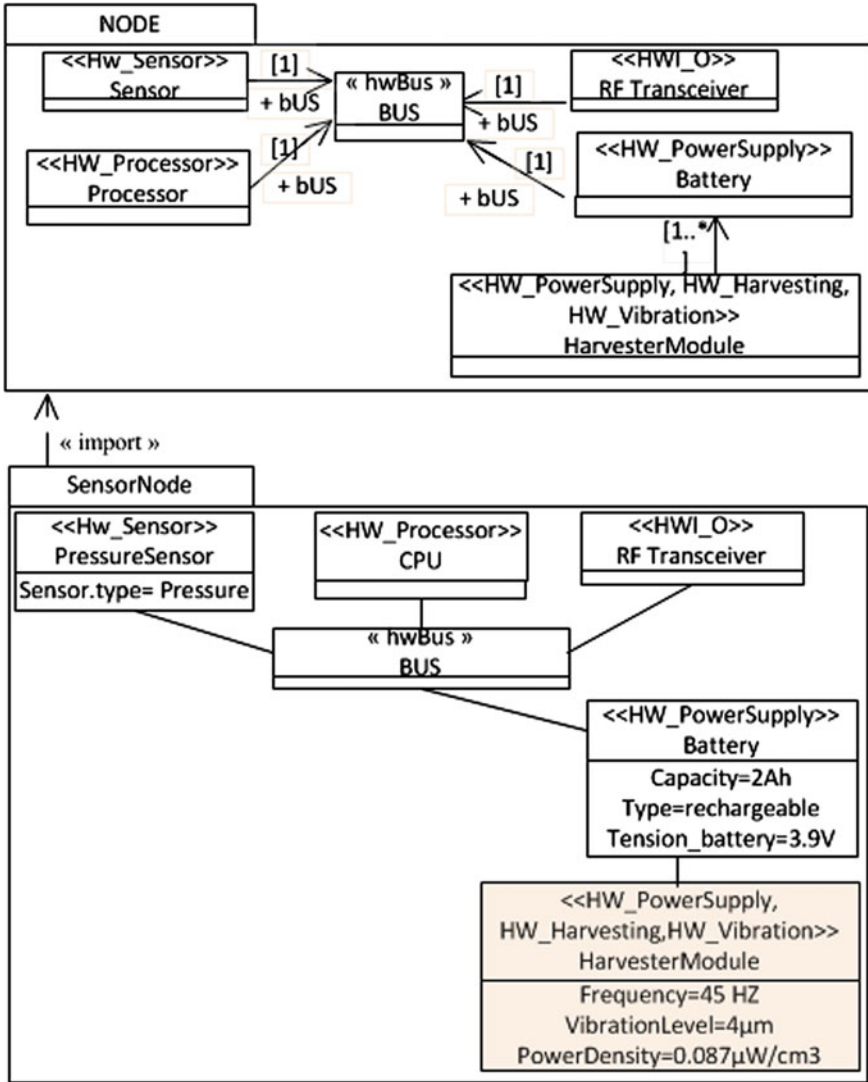 NODE
<<Hw_Sensor>>
Sensor
[1]
+ bUS
« hwBus »
BUS
[1]
+ bUS
<<HWI_O>>
RF Transceiver
<<HW_Processor>>
Processor
[1]
+ bUS
[1]
+ bUS
<<HW_PowerSupply>>
Battery
[1..*
]
<<HW_PowerSupply, HW_Harvesting,
HW_Vibration>>
HarvesterModule
« import »
SensorNode
<<Hw_Sensor>>
PressureSensor
Sensor.type= Pressure
<<HW_Processor>>
CPU
<<HWI_O>>
RF Transceiver
« hwBus »
BUS
<<HW_PowerSupply>>
Battery
Capacity=2Ah
Type=rechargeable
Tension_battery=3.9V
<<HW_PowerSupply,
HW_Harvesting,HW_Vibration>>
HarvesterModule
Frequency=45 HZ
VibrationLevel=4μm
PowerDensity=0.087μW/cm3